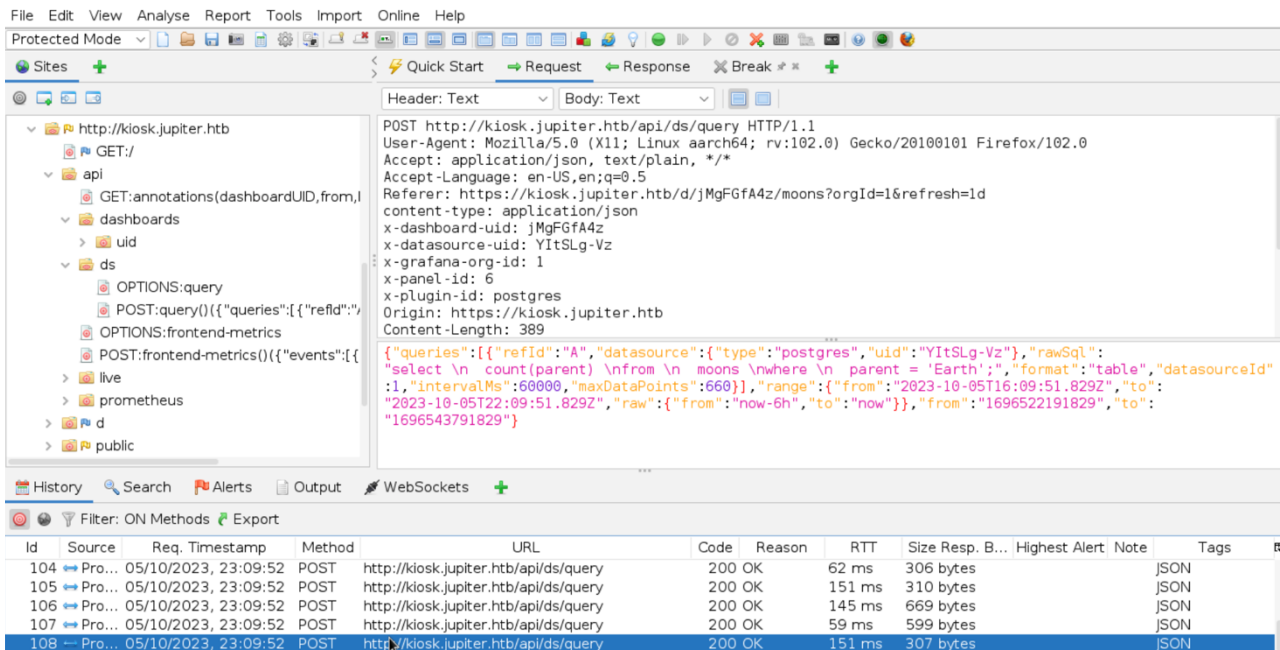 File Edit View Analyse Report Tools Import Online Help
Protected Mode
Sites
Quick Start Request Response Break
Header: Text Body: Text
http://kiosk.jupiter.htb
GET:/
api
GET:annotations(dashboardUID,from,l
dashboards
uid
ds
OPTIONS:query
POST:query()({"queries":[{"refId":"A
OPTIONS:frontend-metrics
POST:frontend-metrics()({"events":[{
live
prometheus
d
public
POST http://kiosk.jupiter.htb/api/ds/query HTTP/1.1
User-Agent: Mozilla/5.0 (X11; Linux aarch64; rv:102.0) Gecko/20100101 Firefox/102.0
Accept: application/json, text/plain, */*
Accept-Language: en-US,en;q=0.5
Referer: https://kiosk.jupiter.htb/d/jMgFGfA4z/moons?orgId=1&refresh=1d
content-type: application/json
x-dashboard-uid: jMgFGfA4z
x-datasource-uid: YItSLg-Vz
x-grafana-org-id: 1
x-panel-id: 6
x-plugin-id: postgres
Origin: https://kiosk.jupiter.htb
Content-Length: 389
{"queries":[{"refId":"A","datasource":{"type":"postgres","uid":"YItSLg-Vz"},"rawSql":
"select \n  count(parent) \nfrom \n  moons \nwhere \n  parent = 'Earth';","format":"table","datasourceId"
:1,"intervalMs":60000,"maxDataPoints":660}],"range":{"from":"2023-10-05T16:09:51.829Z","to":
"2023-10-05T22:09:51.829Z","raw":{"from":"now-6h","to":"now"}},"from":"1696522191829","to":
"1696543791829"}
History Search Alerts Output WebSockets
Filter: ON Methods Export
Id Source Req. Timestamp Method URL Code Reason RTT Size Resp. B... Highest Alert Note Tags
104 Pro... 05/10/2023, 23:09:52 POST http://kiosk.jupiter.htb/api/ds/query 200 OK 62 ms 306 bytes JSON
105 Pro... 05/10/2023, 23:09:52 POST http://kiosk.jupiter.htb/api/ds/query 200 OK 151 ms 310 bytes JSON
106 Pro... 05/10/2023, 23:09:52 POST http://kiosk.jupiter.htb/api/ds/query 200 OK 145 ms 669 bytes JSON
107 Pro... 05/10/2023, 23:09:52 POST http://kiosk.jupiter.htb/api/ds/query 200 OK 59 ms 599 bytes JSON
108 Pro... 05/10/2023, 23:09:52 POST http://kiosk.jupiter.htb/api/ds/query 200 OK 151 ms 307 bytes JSON